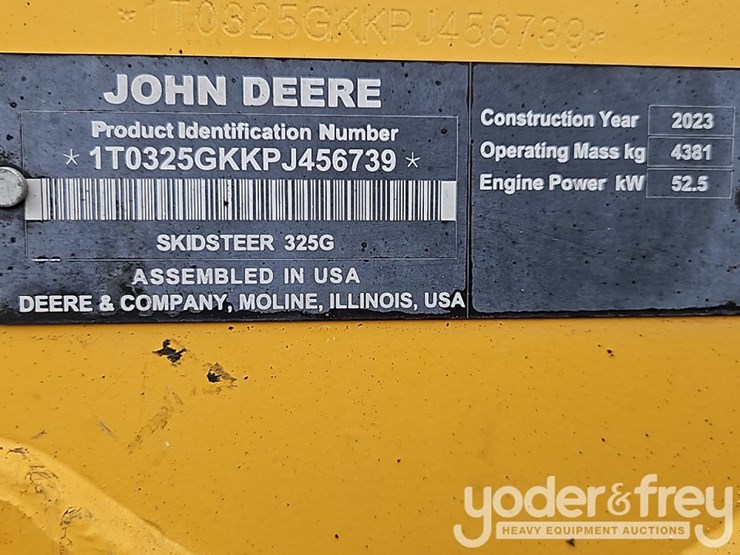 *1T0325GKKPJ456739*
JOHN DEERE
Product Identification Number
* 1T0325GKKPJ456739 *
SKIDSTEER 325G
ASSEMBLED IN USA
DEERE & COMPANY, MOLINE, ILLINOIS, USA
Construction Year 2023
Operating Mass kg 4381
Engine Power kW 52.5
yoder&frey
HEAVY EQUIPMENT AUCTIONS